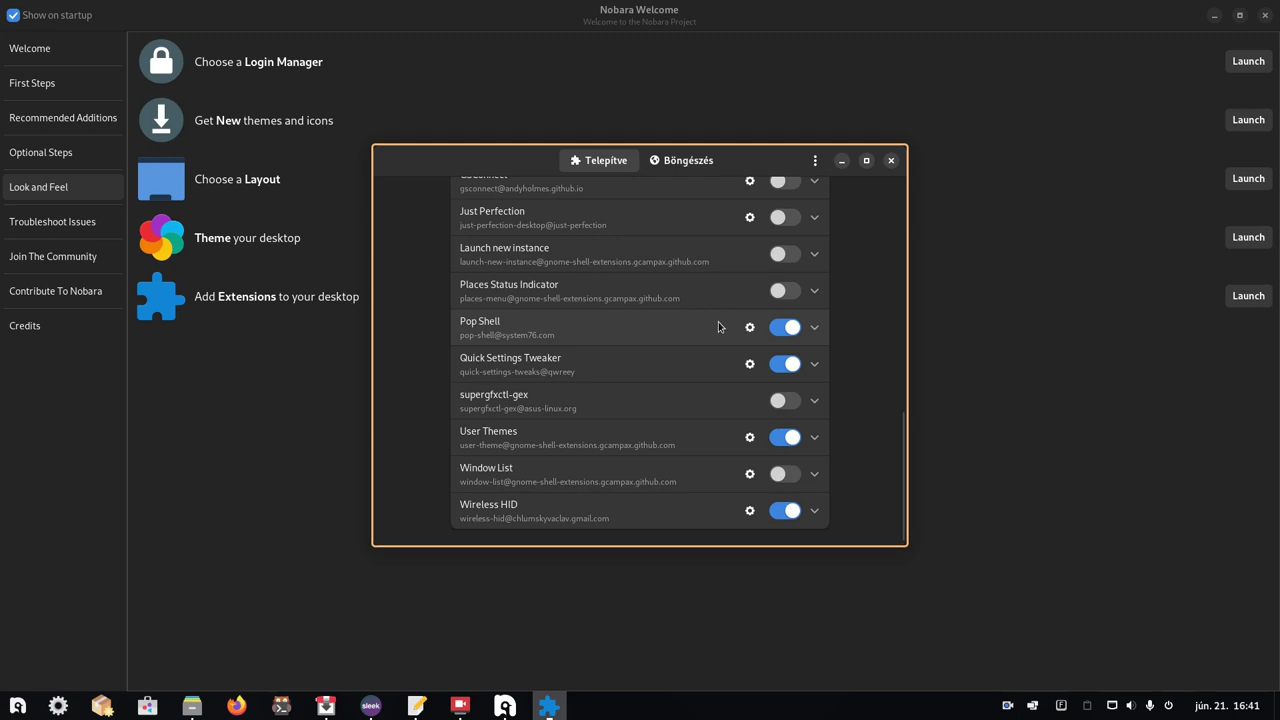 Show on startup
Nobara Welcome
Welcome to the Nobara Project
Welcome
First Steps
Recommended Additions
Optional Steps
Look and Feel
Troubleshoot Issues
Join The Community
Contribute To Nobara
Credits
Choose a Login Manager
Launch
Get New themes and icons
Launch
Choose a Layout
Launch
Theme your desktop
Launch
Add Extensions to your desktop
Launch
Telepítve
Böngészés
GSConnect
gsconnect@andyholmes.github.io
Just Perfection
just-perfection-desktop@just-perfection
Launch new instance
launch-new-instance@gnome-shell-extensions.gcampax.github.com
Places Status Indicator
places-menu@gnome-shell-extensions.gcampax.github.com
Pop Shell
pop-shell@system76.com
Quick Settings Tweaker
quick-settings-tweaks@qwreey
supergfxctl-gex
supergfxctl-gex@asus-linux.org
User Themes
user-theme@gnome-shell-extensions.gcampax.github.com
Window List
window-list@gnome-shell-extensions.gcampax.github.com
Wireless HID
wireless-hid@chlumskyvaclav.gmail.com
sleek
jún. 21. 16:41